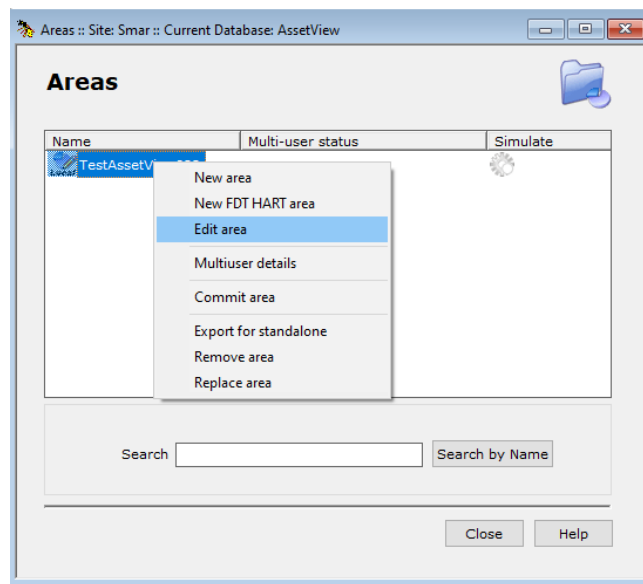 Areas :: Site: Smar :: Current Database: AssetView
Areas
Name Multi-user status Simulate
New area
New FDT HART area
Edit area
Multiuser details
Commit area
Export for standalone
Remove area
Replace area
Search Search by Name
Close Help